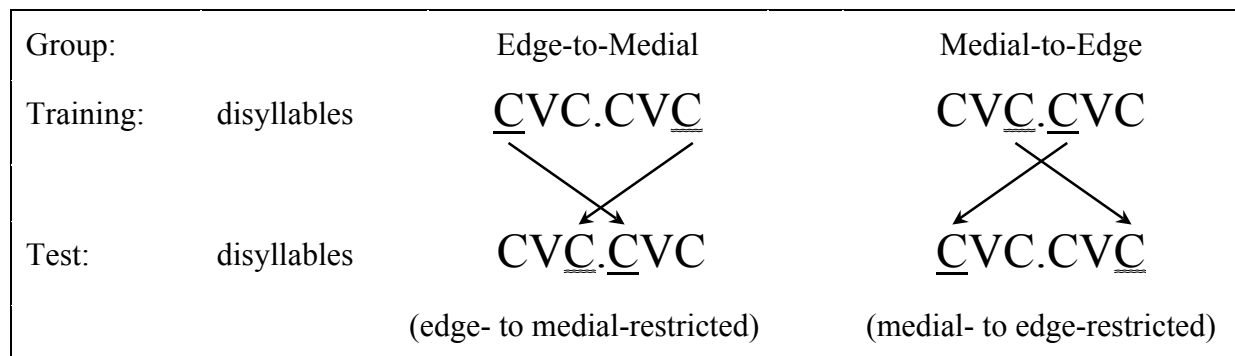 Group: Edge-to-Medial Medial-to-Edge
Training: disyllables CVC.CVC CVC.CVC
Test: disyllables CVC.CVC CVC.CVC
(edge- to medial-restricted) (medial- to edge-restricted)